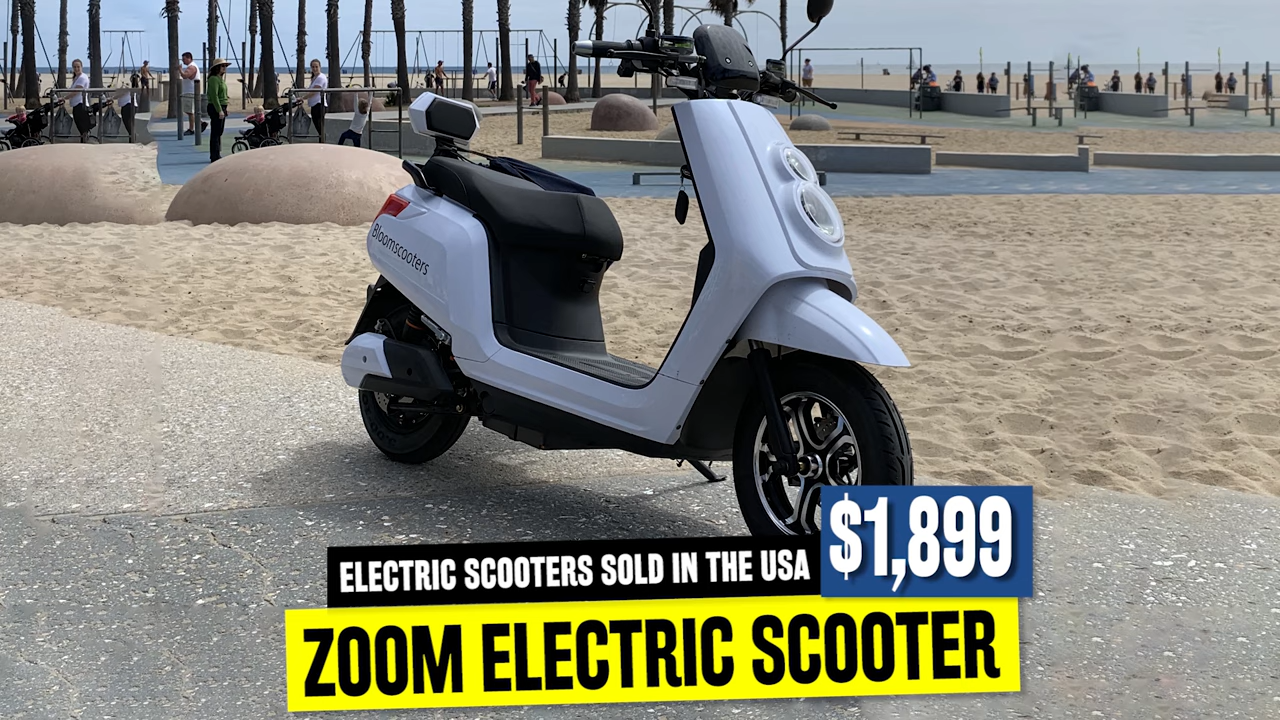 Bloomscooters
$1,899
ELECTRIC SCOOTERS SOLD IN THE USA
ZOOM ELECTRIC SCOOTER